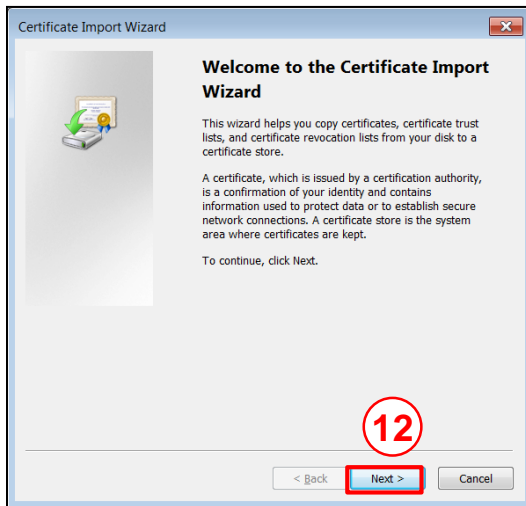 Certificate Import Wizard
Welcome to the Certificate Import
Wizard
This wizard helps you copy certificates, certificate trust
lists, and certificate revocation lists from your disk to a
certificate store.
A certificate, which is issued by a certification authority,
is a confirmation of your identity and contains
information used to protect data or to establish secure
network connections. A certificate store is the system
area where certificates are kept.
To continue, click Next.
12
< Back Next > Cancel